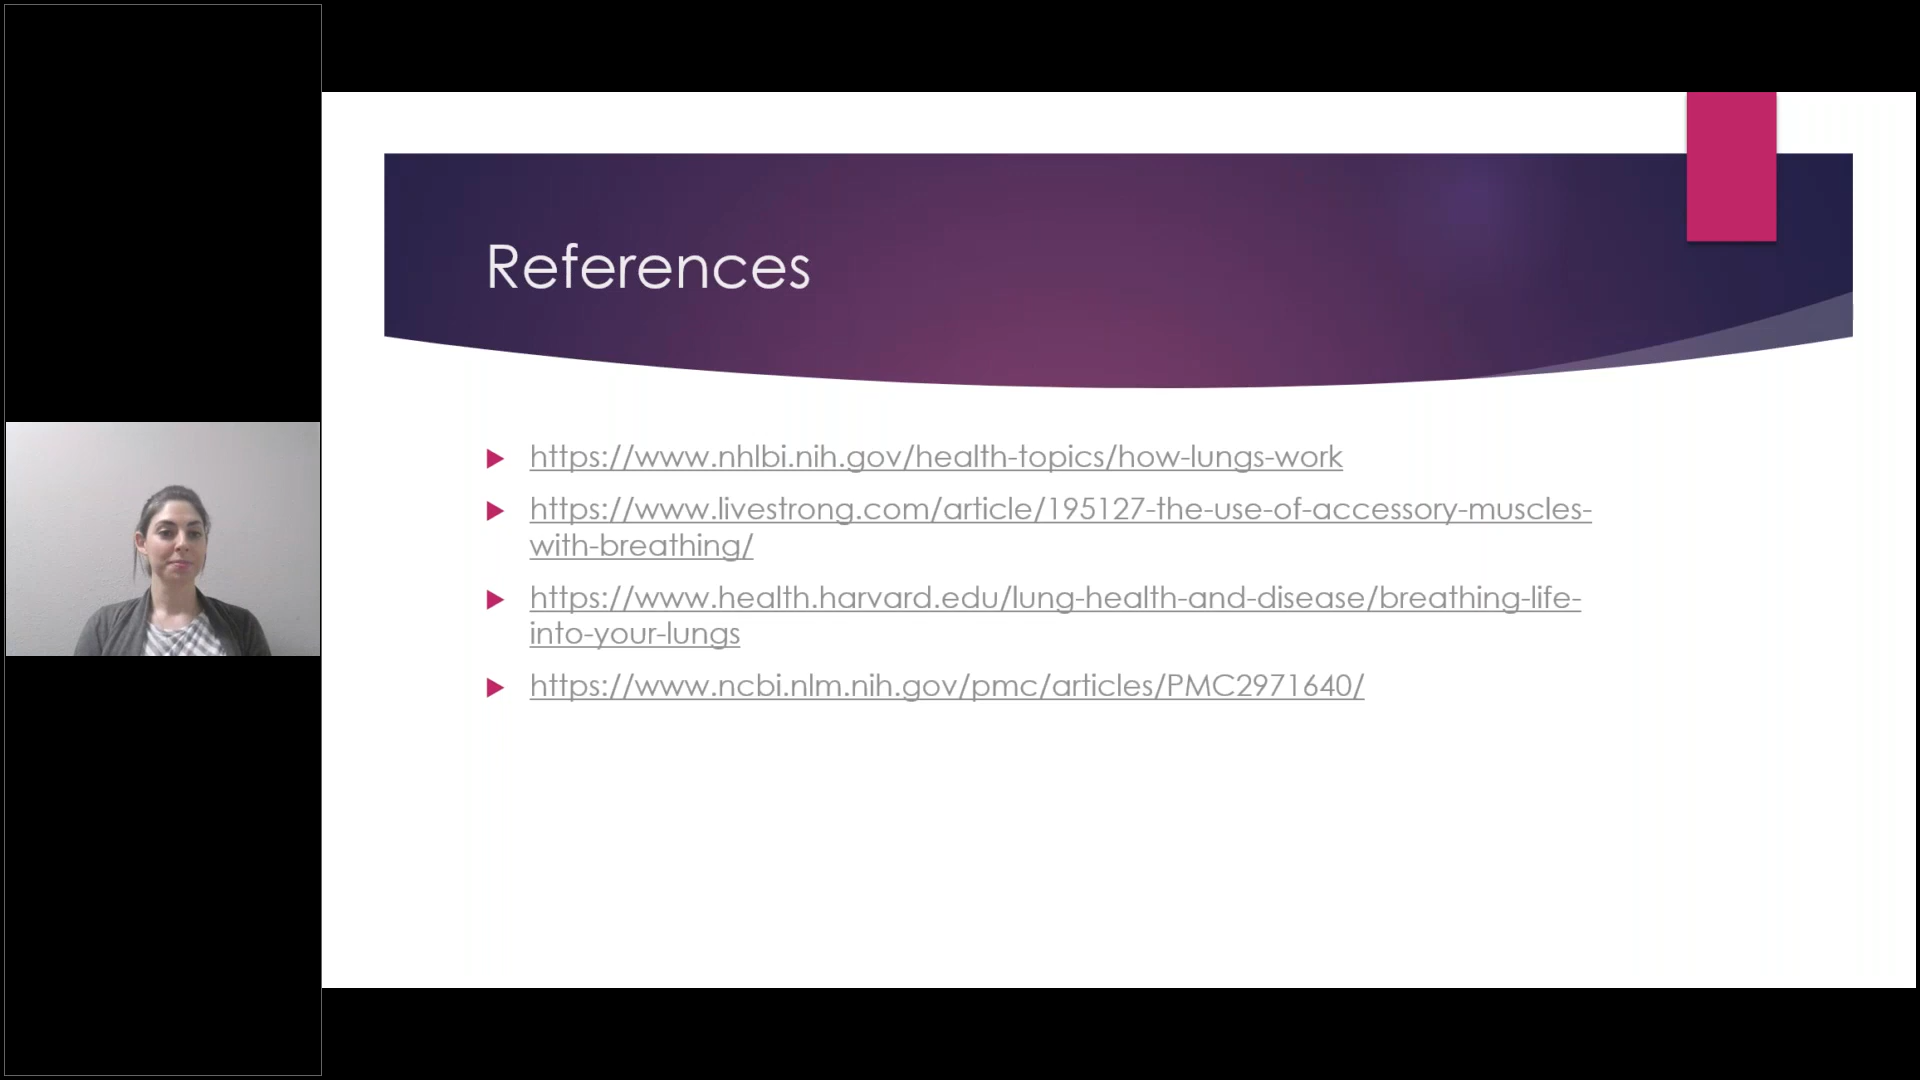 References
https://www.nhlbi.nih.gov/health-topics/how-lungs-work
https://www.livestrong.com/article/195127-the-use-of-accessory-muscles-
with-breathing/
https://www.health.harvard.edu/lung-health-and-disease/breathing-life-
into-your-lungs
https://www.ncbi.nlm.nih.gov/pmc/articles/PMC2971640/